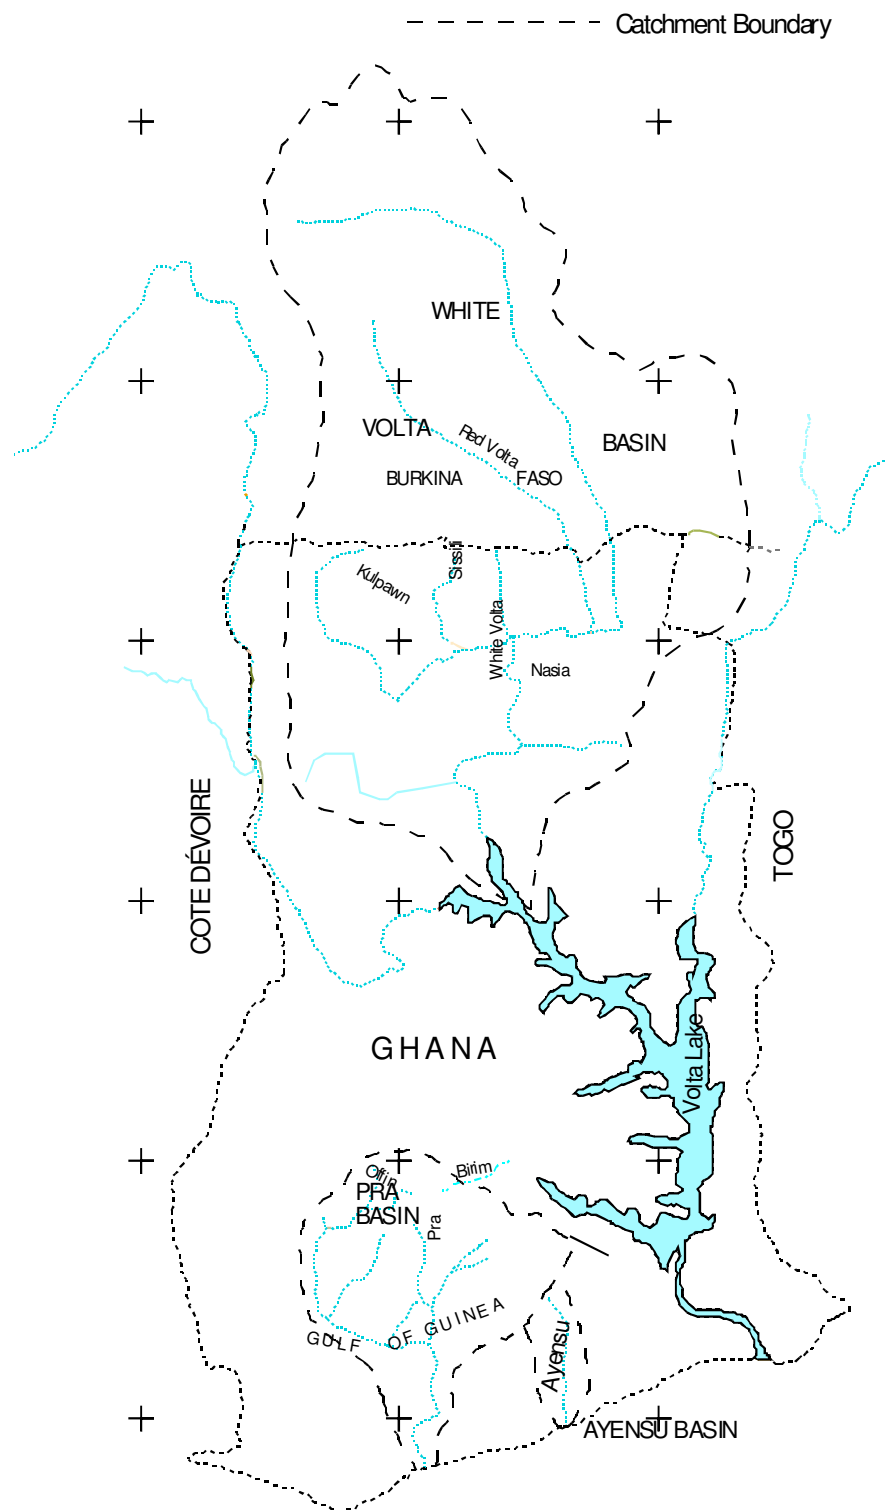 Catchment Boundary
WHITE
VOLTA
Red Volta
BASIN
BURKINA FASO
Sissili
Kulpawn
White Volta
Nasia
COTE DÉVOIRE
TOGO
GHANA
Volta Lake
Offin
Birim
PRA
BASIN
Pra
GULF OF GUINEA
Ayensu
AYENSU BASIN